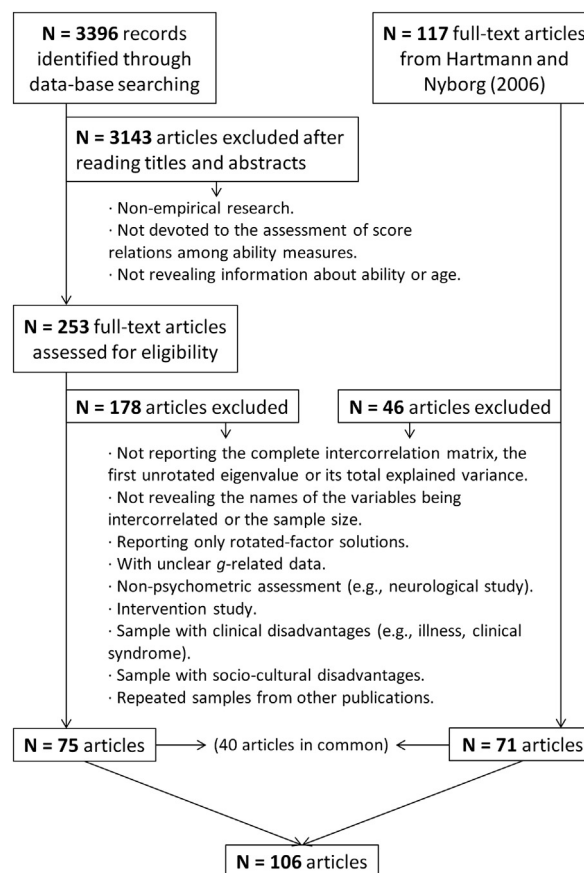 N = 3396 records
identified through
data-base searching
N = 117 full-text articles
from Hartmann and
Nyborg (2006)
N = 3143 articles excluded after
reading titles and abstracts
· Non-empirical research.
· Not devoted to the assessment of score
relations among ability measures.
· Not revealing information about ability or age.
N = 253 full-text articles
assessed for eligibility
N = 178 articles excluded
N = 46 articles excluded
· Not reporting the complete intercorrelation matrix, the
first unrotated eigenvalue or its total explained variance.
· Not revealing the names of the variables being
intercorrelated or the sample size.
· Reporting only rotated-factor solutions.
· With unclear g-related data.
· Non-psychometric assessment (e.g., neurological study).
· Intervention study.
· Sample with clinical disadvantages (e.g., illness, clinical
syndrome).
· Sample with socio-cultural disadvantages.
· Repeated samples from other publications.
N = 75 articles
(40 articles in common)
N = 71 articles
N = 106 articles